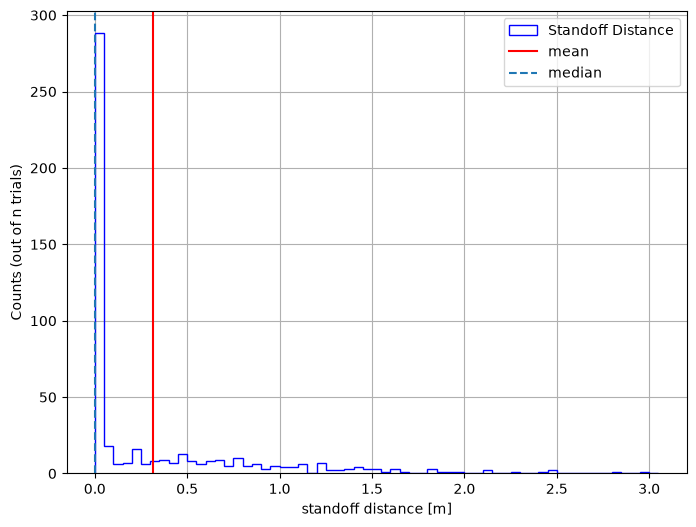 300
250
200
150
100
50
0
Counts (out of n trials)
Standoff Distance
mean
median
0.0 0.5 1.0 1.5 2.0 2.5 3.0
standoff distance [m]